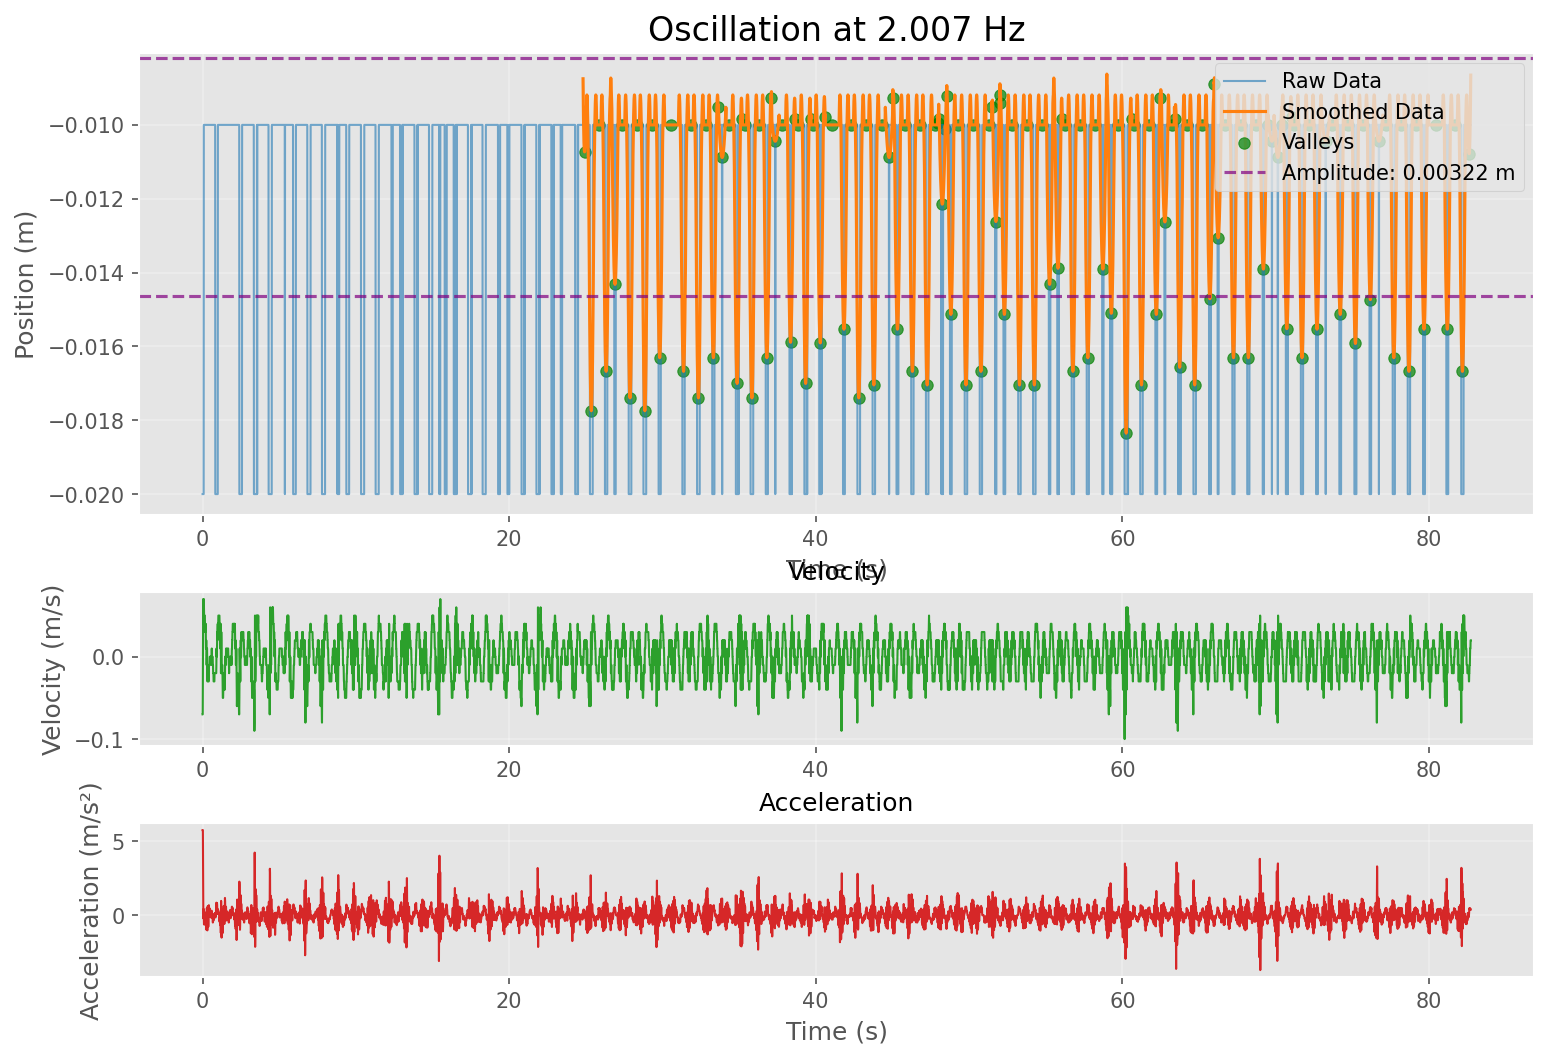 Oscillation at 2.007 Hz
Raw Data
Smoothed Data
Valleys
Amplitude: 0.00322 m
Position (m)
−0.010
−0.012
−0.014
−0.016
−0.018
−0.020
0 20 40 60 80
Time (s)
Velocity
Velocity (m/s)
0.0
−0.1
0 20 40 60 80
Acceleration
Acceleration (m/s²)
5
0
0 20 40 60 80
Time (s)